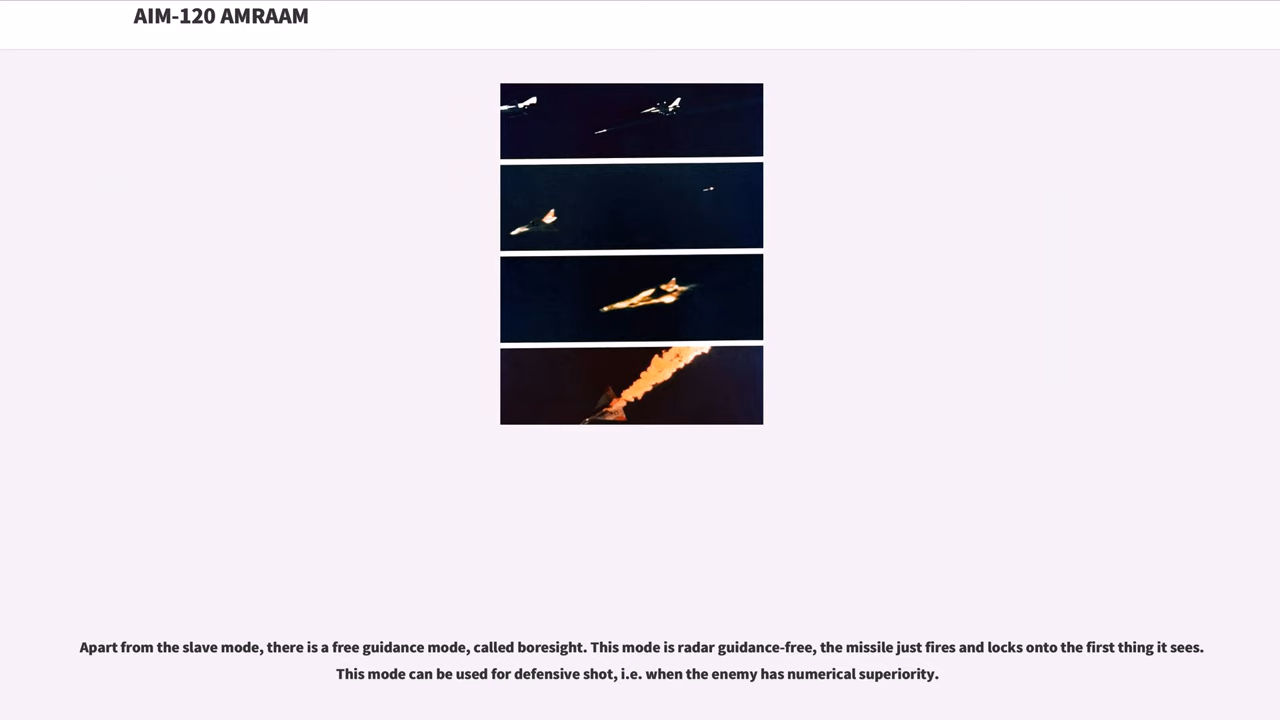 AIM-120 AMRAAM
Apart from the slave mode, there is a free guidance mode, called boresight. This mode is radar guidance-free, the missile just fires and locks onto the first thing it sees.
This mode can be used for defensive shot, i.e. when the enemy has numerical superiority.